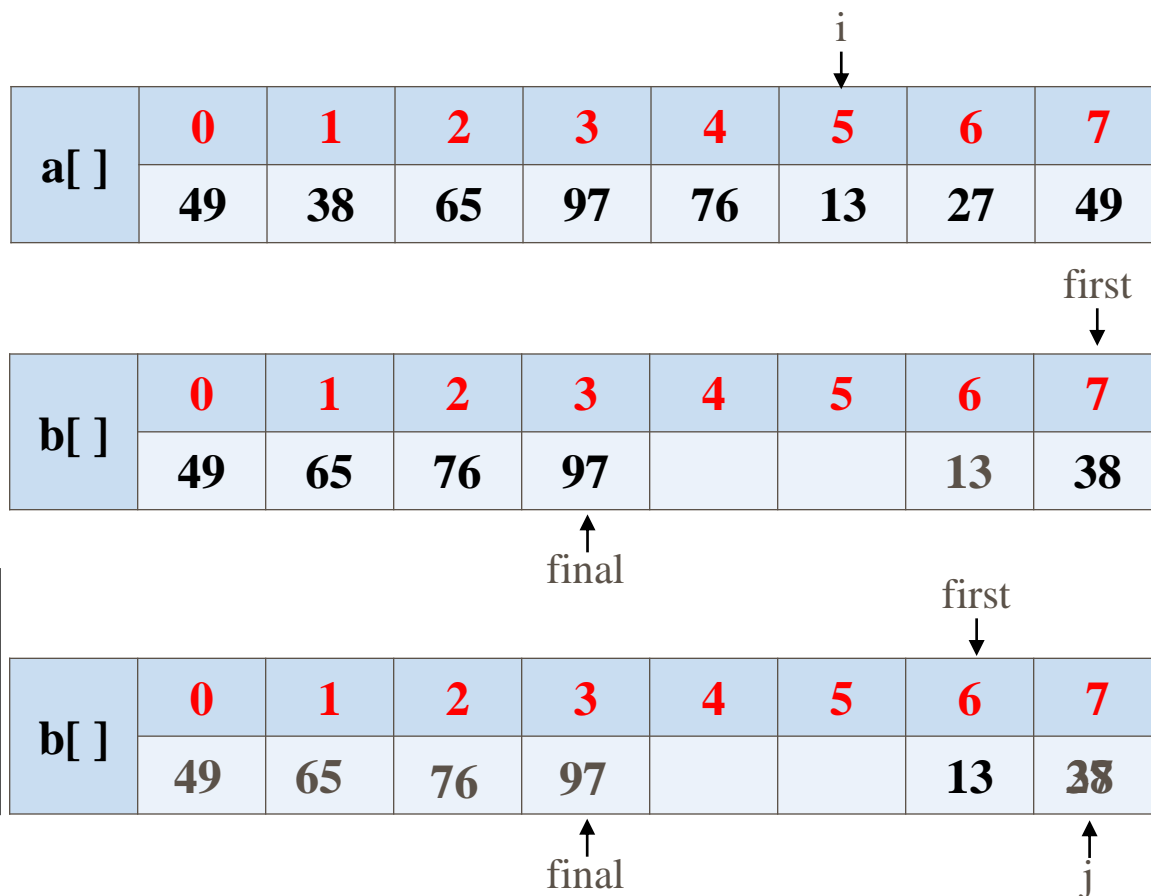 i
a[ ] 0 1 2 3 4 5 6 7
49 38 65 97 76 13 27 49
first
b[ ] 0 1 2 3 4 5 6 7
49 65 76 97 13 38
final
first
b[ ] 0 1 2 3 4 5 6 7
49 65 76 97 13
final j